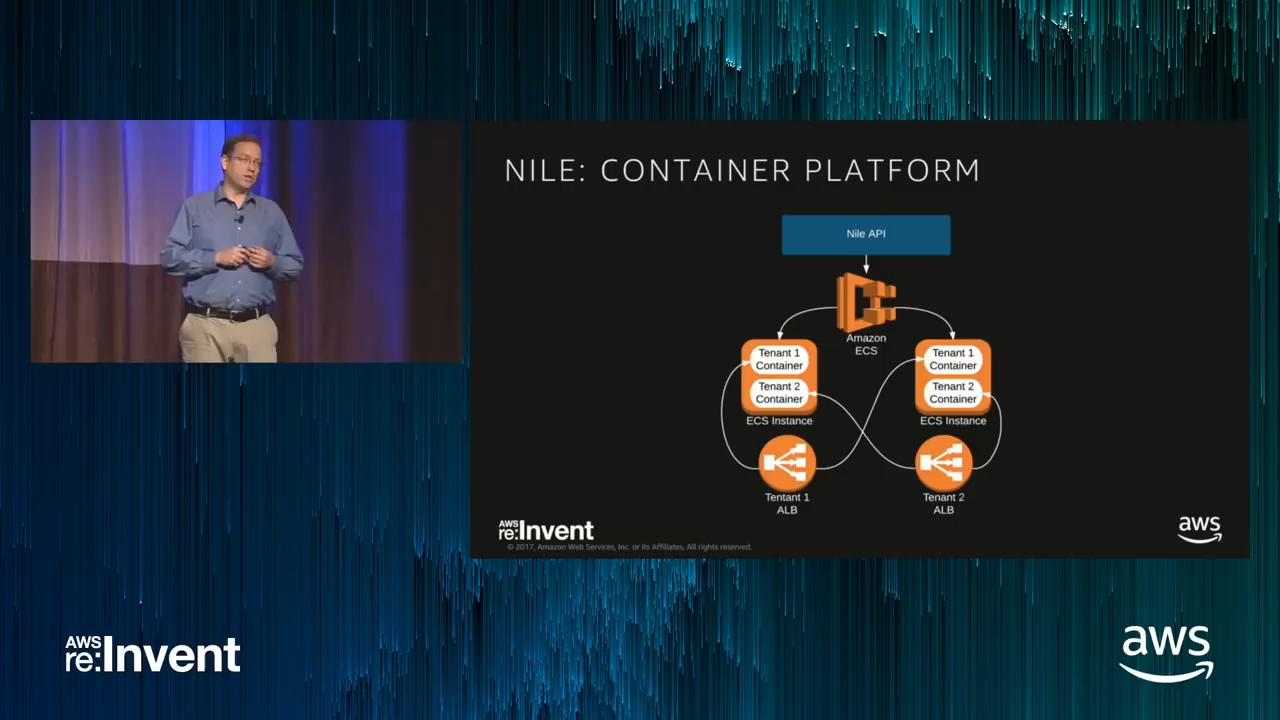 NILE: CONTAINER PLATFORM
Nile API
Amazon
ECS
Tenant 1
Container
Tenant 2
Container
ECS Instance
Tenant 1
Container
Tenant 2
Container
ECS Instance
Tentant 1
ALB
Tenant 2
ALB
AWS
re:Invent
© 2017, Amazon Web Services, Inc. or its Affiliates. All rights reserved.
aws
AWS
re:Invent
aws